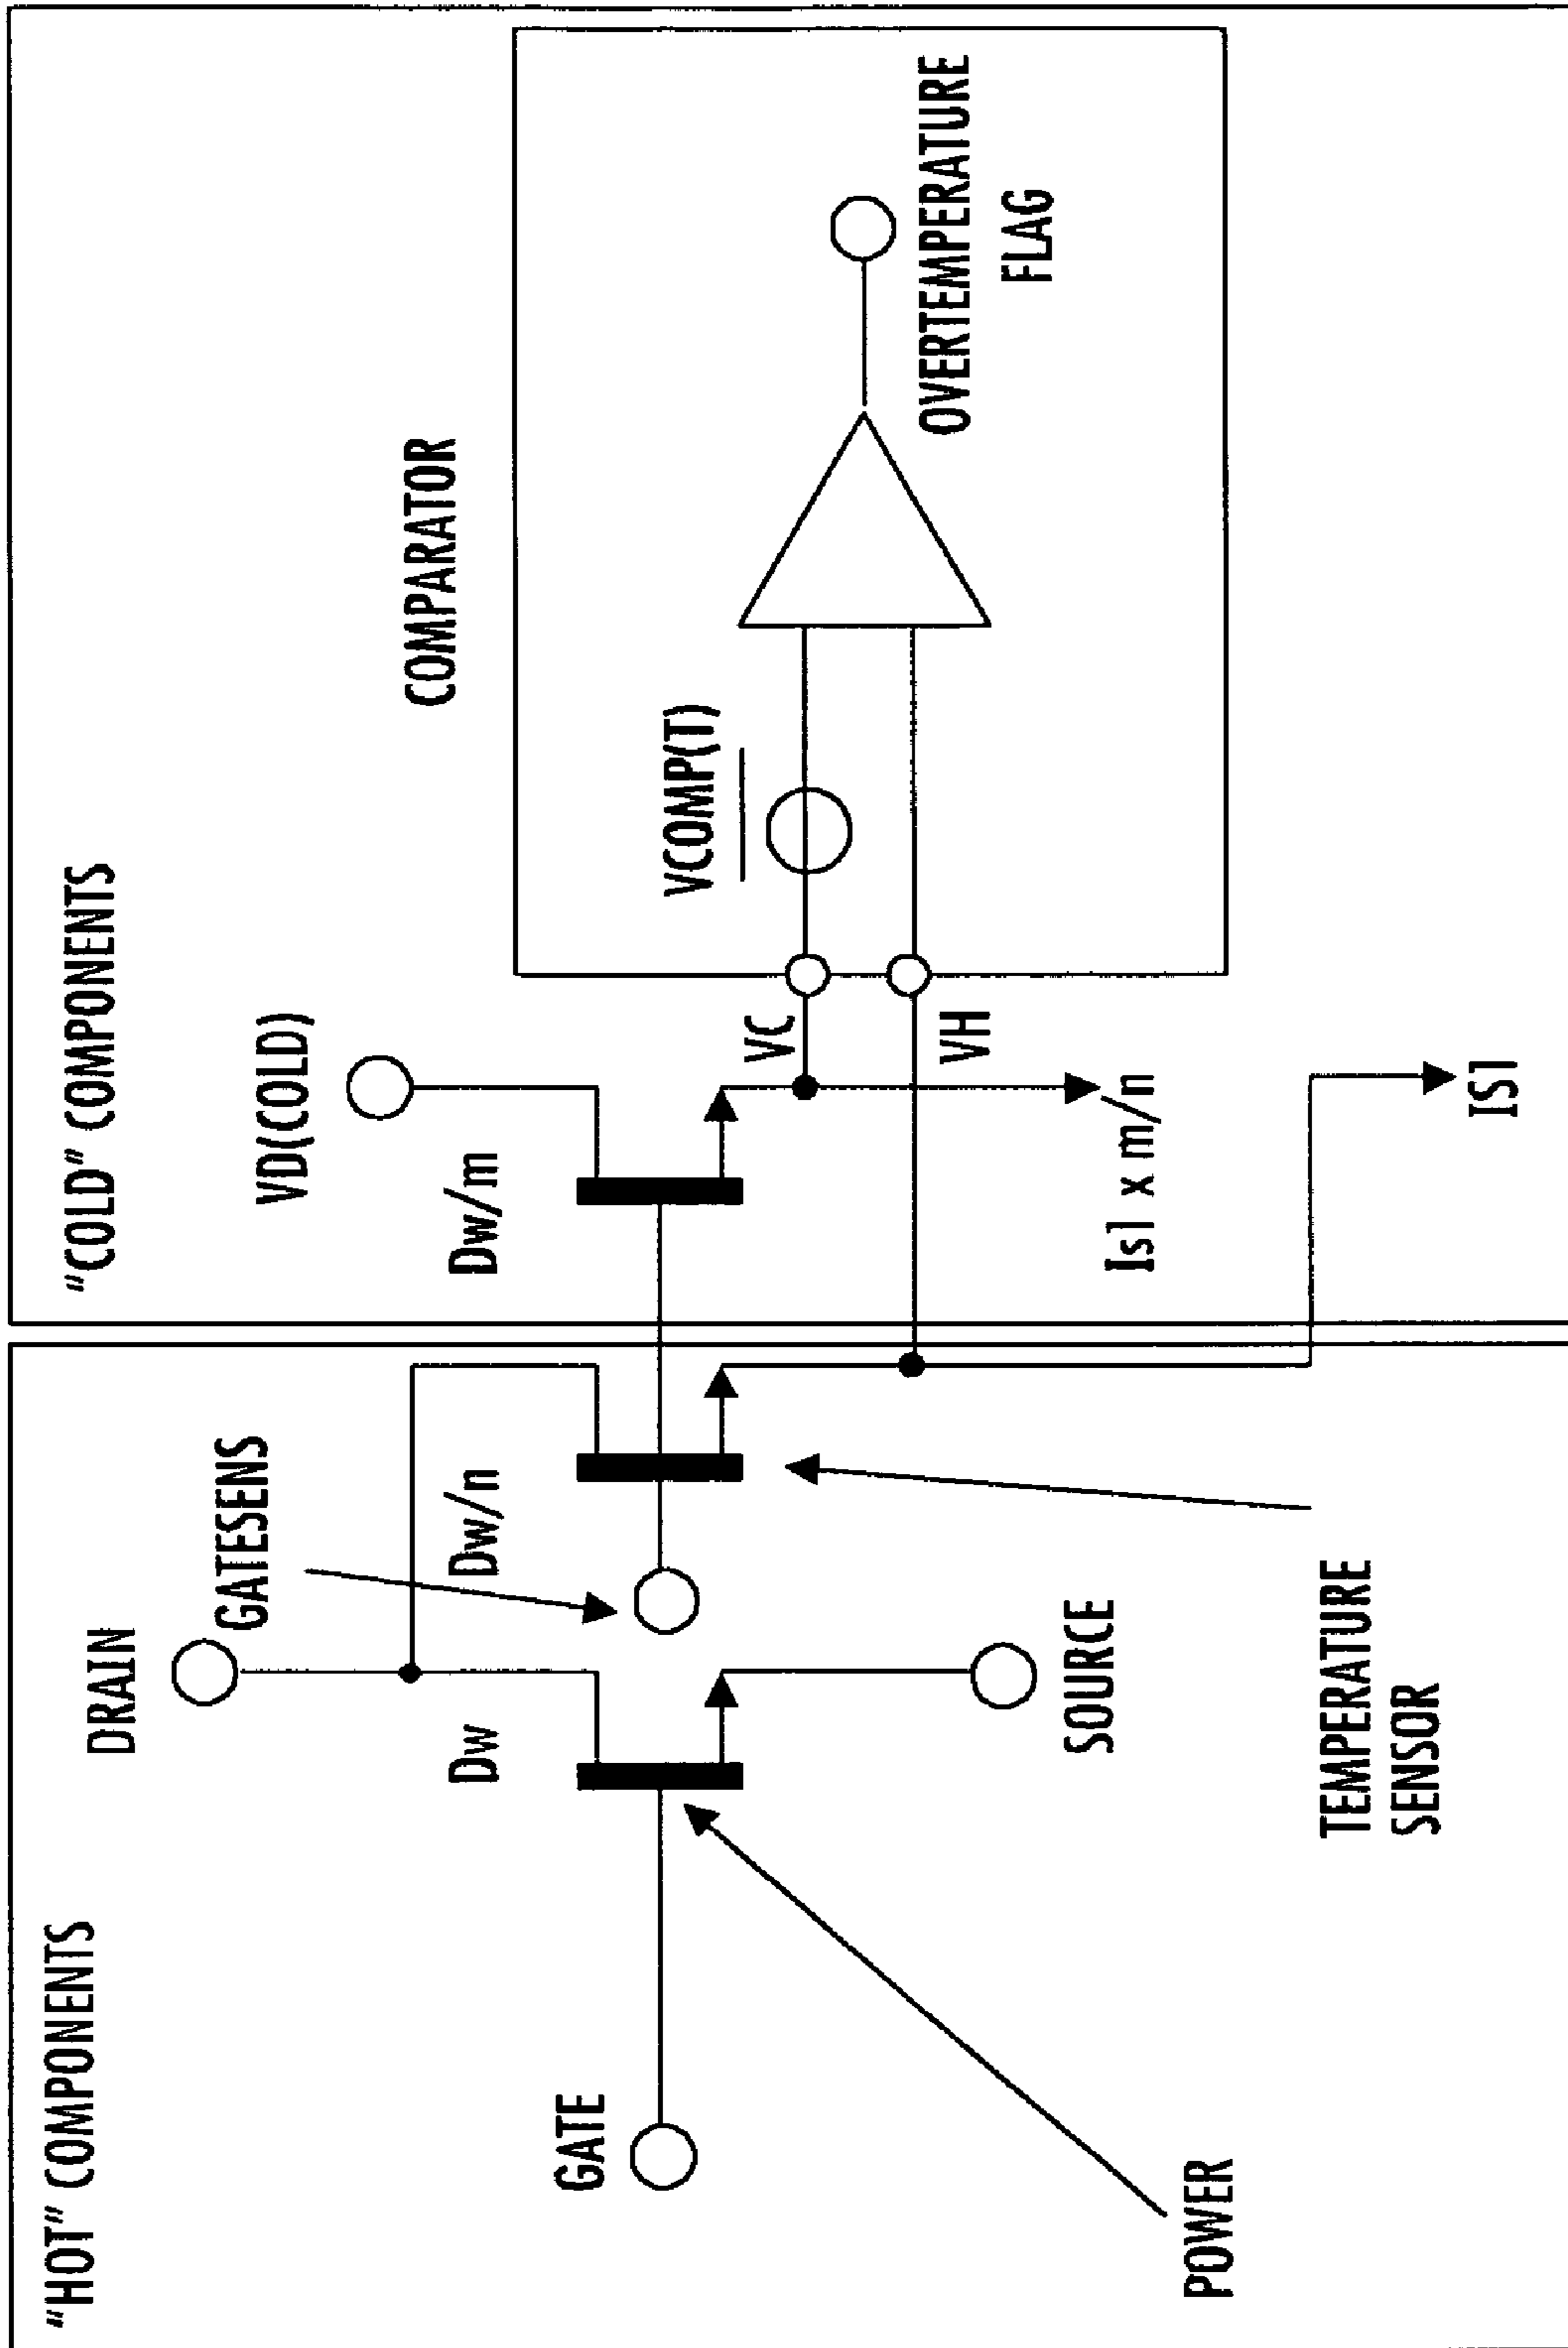 "HOT" COMPONENTS
DRAIN
GATESENS
Dw
Dw/n
GATE
SOURCE
POWER
TEMPERATURE
SENSOR
"COLD" COMPONENTS
VD(COLD)
Dw/m
COMPARATOR
VCOMP(T)
VC
VH
OVERTEMPERATURE
FLAG
Is1 x m/n
IS1